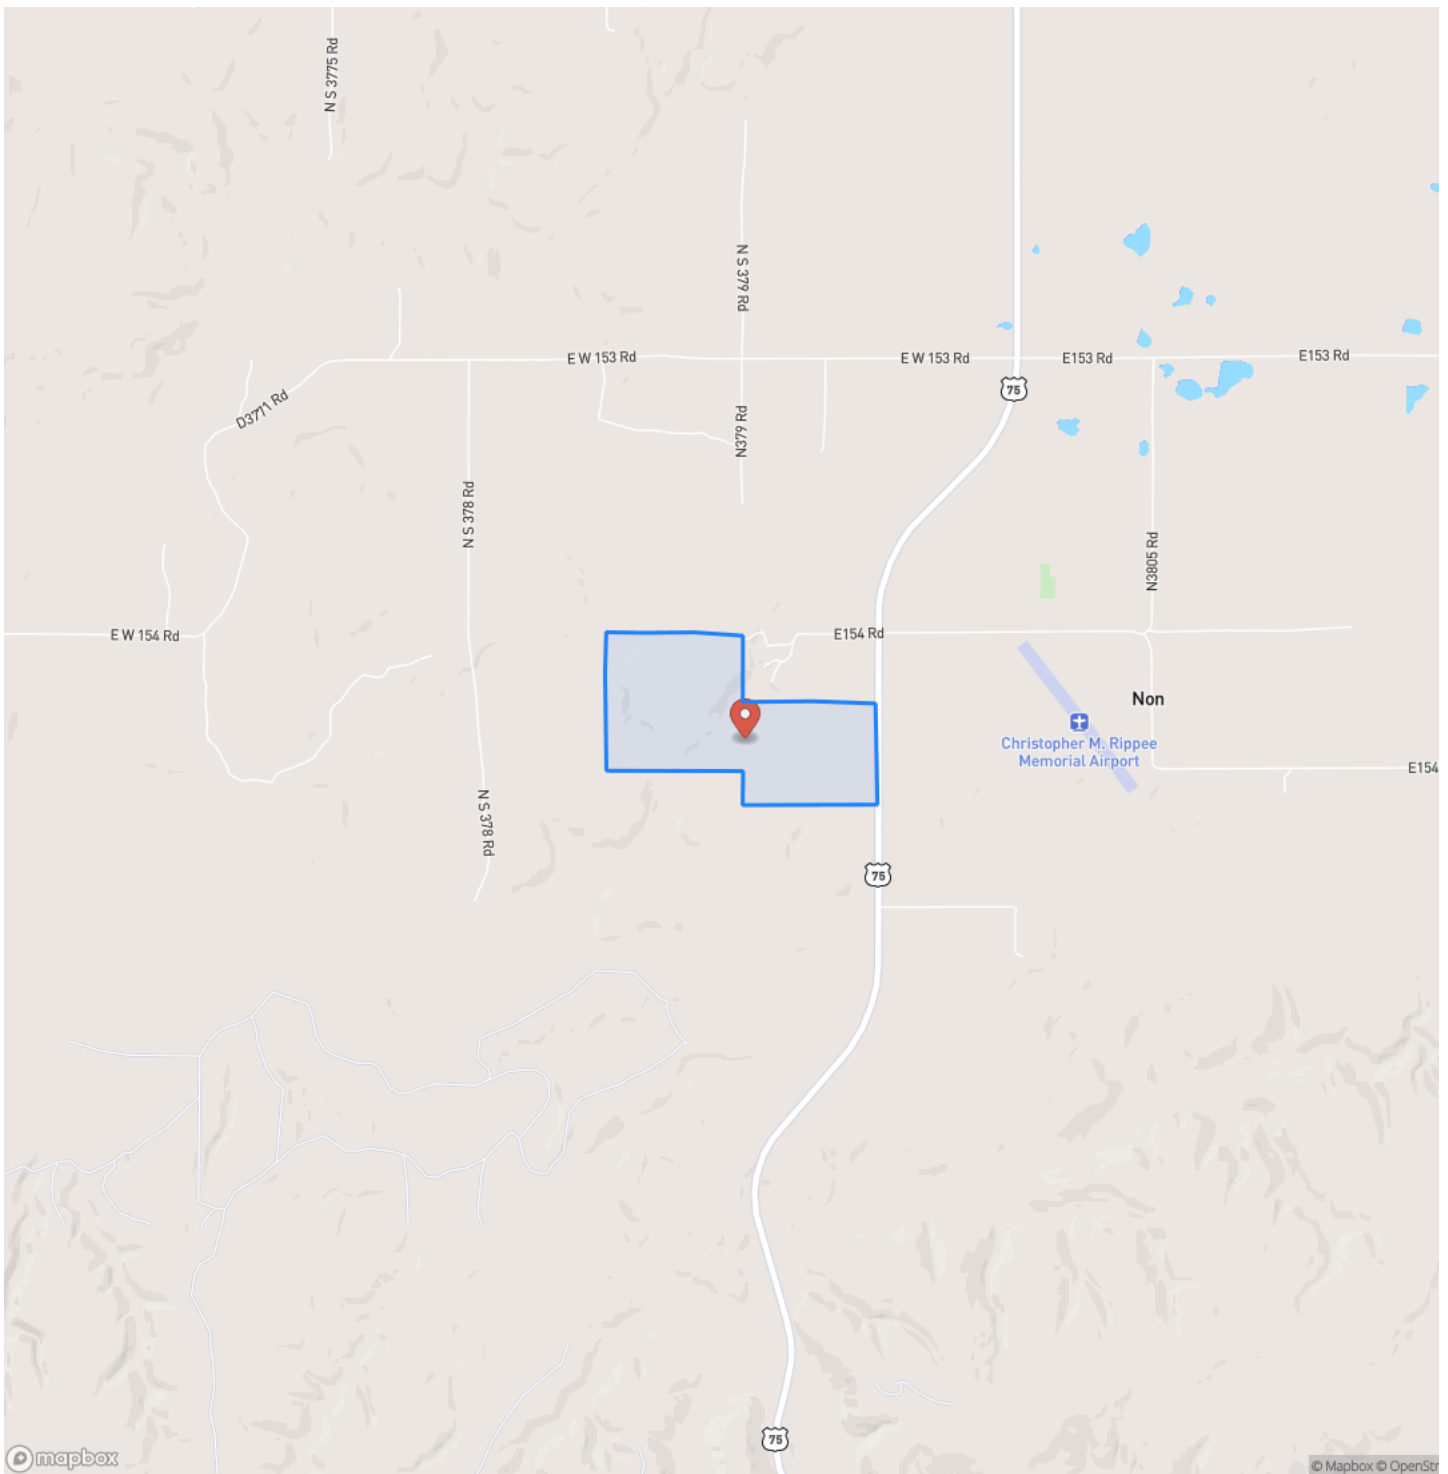 N S 3775 Rd
N S 379 Rd
E W 153 Rd
E W 153 Rd
E153 Rd
E153 Rd
75
D3771 Rd
N379 Rd
N S 378 Rd
N3805 Rd
E W 154 Rd
E154 Rd
Non
Christopher M. Rippee
Memorial Airport
E154
N S 378 Rd
75
75
mapbox
© Mapbox © OpenStr